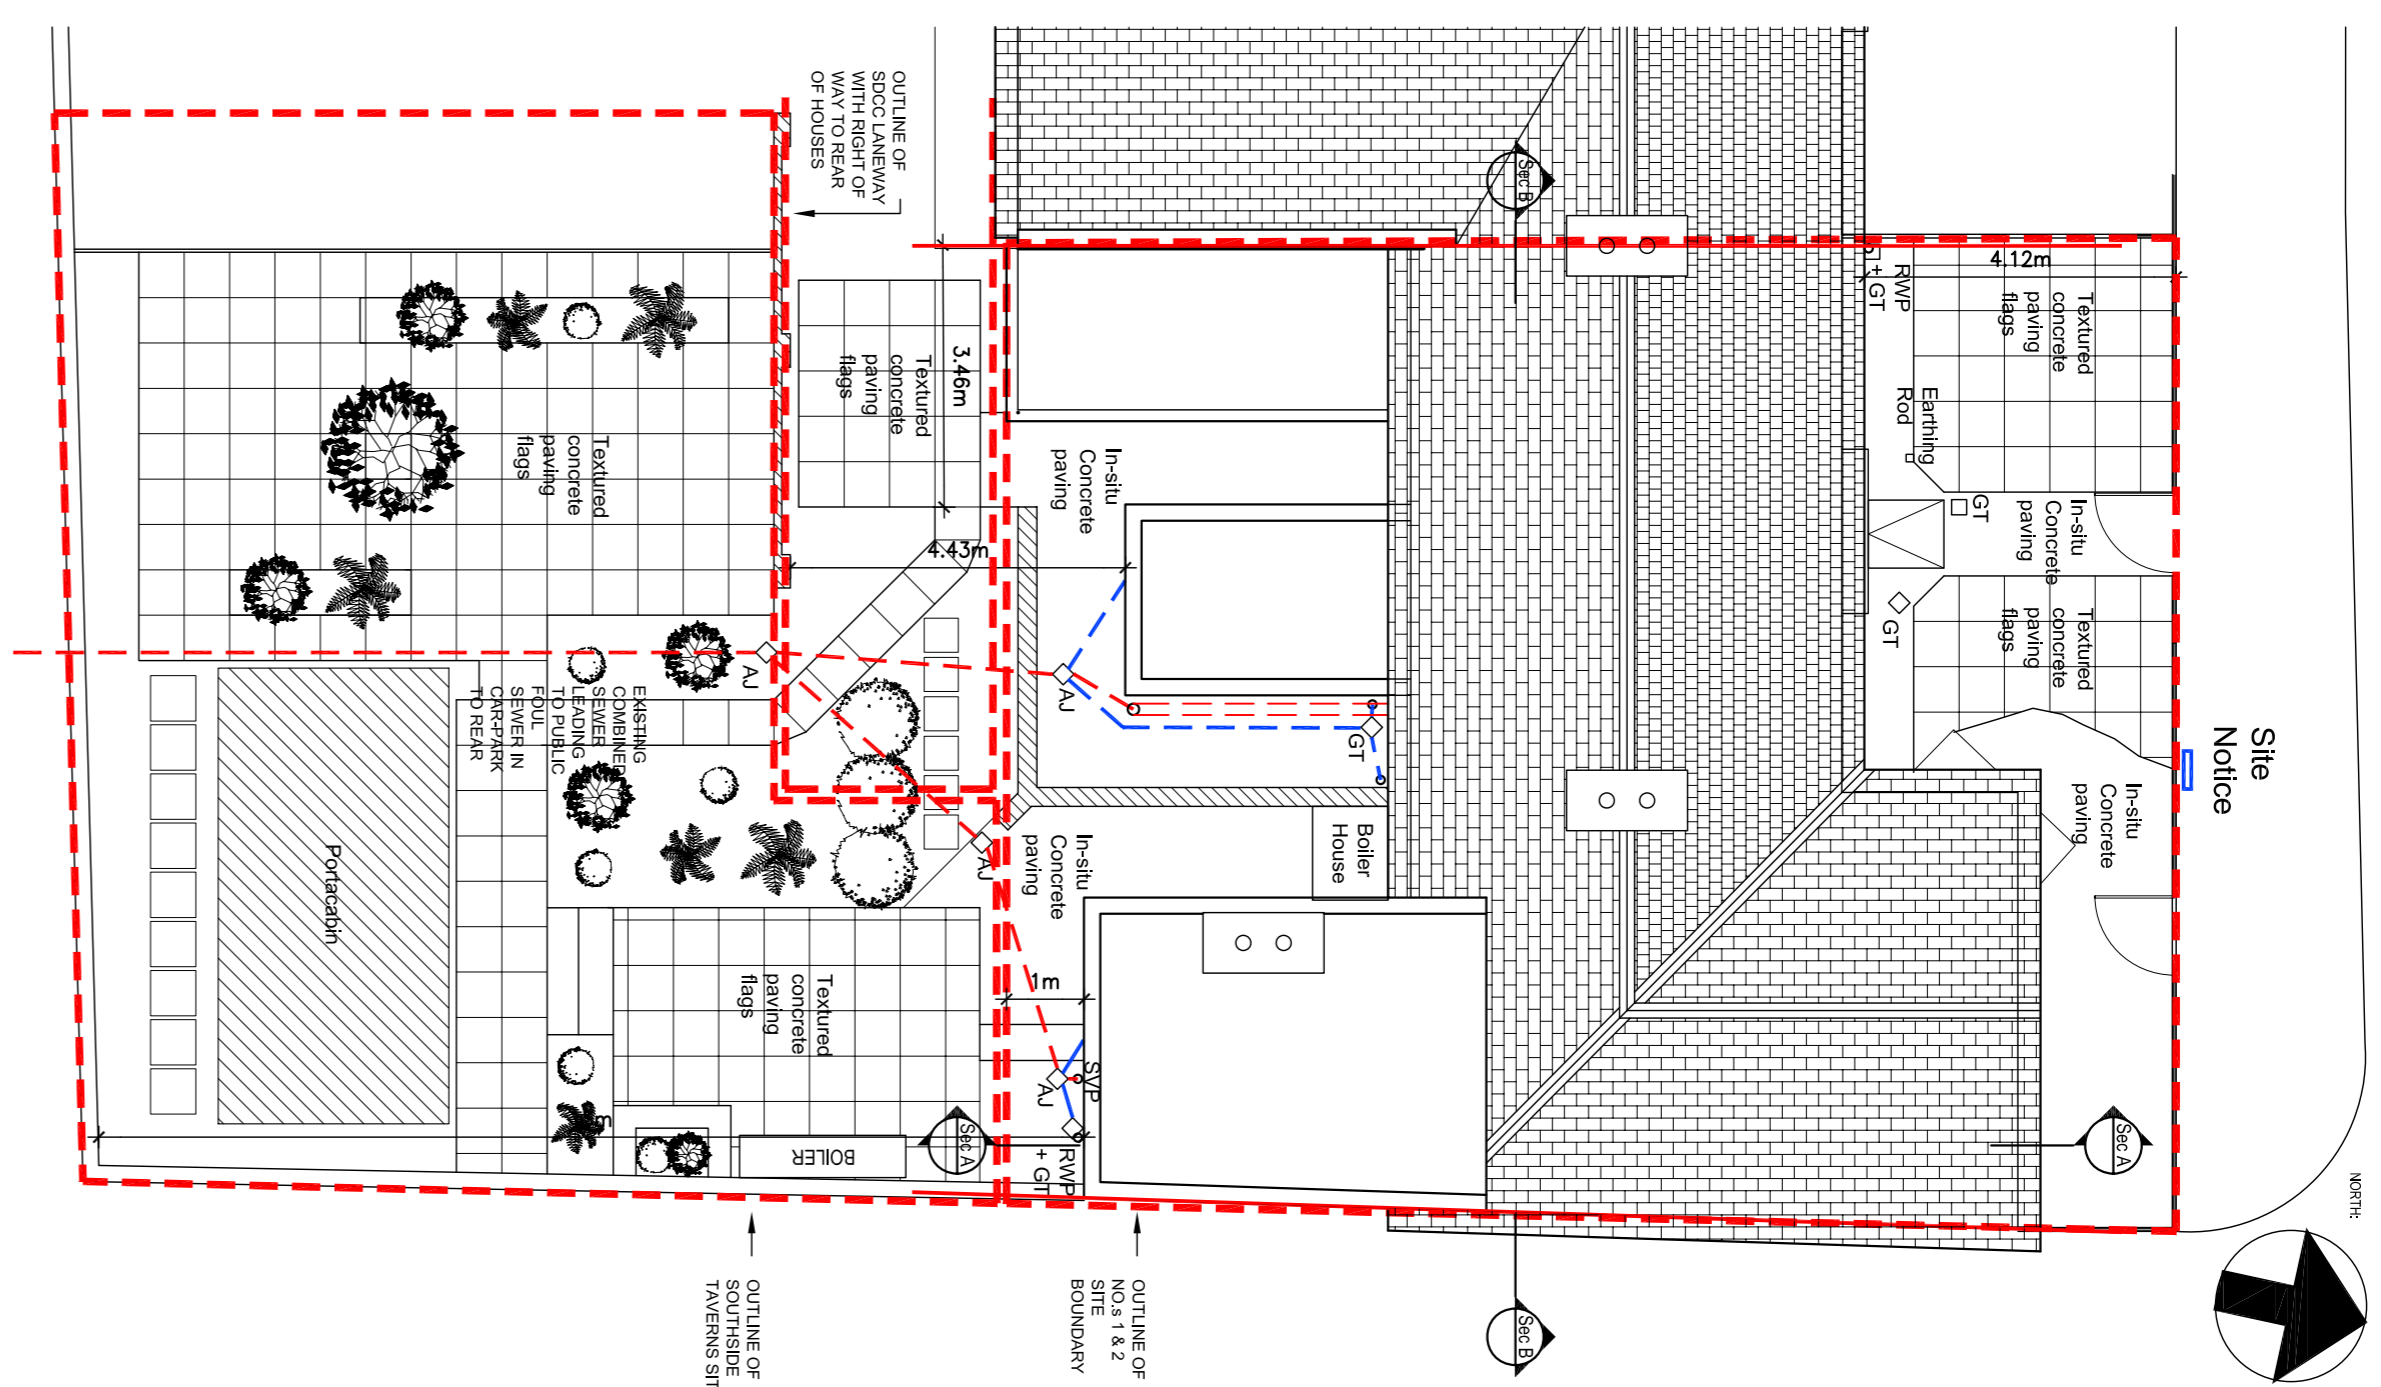 OUTLINE OF
SDCC LANEWAY
WITH RIGHT OF
WAY TO REAR
OF HOUSES
Sec B
4.12m
RWP
+ GT
Textured
concrete
paving
flags
Earthing
Rod
3.46m
Textured
concrete
paving
flags
In-situ
Concrete
paving
Textured
concrete
paving
flags
GT
In-situ
Concrete
paving
4.43m
GT
Textured
concrete
paving
flags
AJ
AJ
GT
EXISTING
COMBINED
SEWER
LEADING
TO PUBLIC
FOUL
SEWER IN
CAR-PARK
TO REAR
Site
Notice
In-situ
Concrete
paving
Boiler
House
In-situ
Concrete
paving
AJ
Portacabin
Textured
concrete
paving
flags
1m
SVP
AJ
m
BOILER
Sec A
RWP
+ GT
Sec A
NORTH:
OUTLINE OF
SOUTHSIDE
TAVERNS SIT
OUTLINE OF
NO.s 1 & 2
SITE
BOUNDARY
Sec B